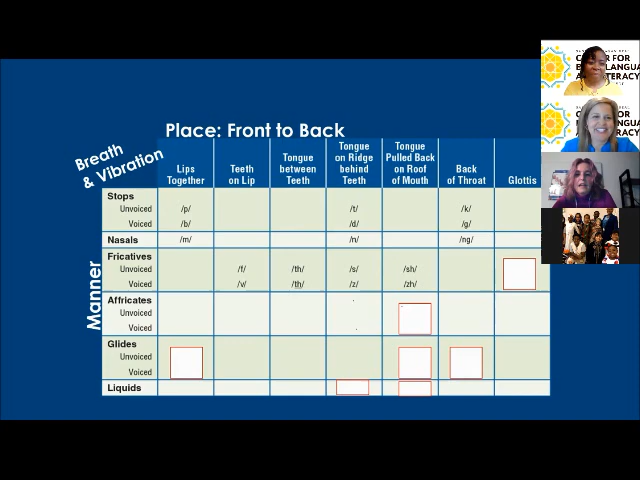 Place: Front to Back
Breath
& Vibration
Manner
Lips Together
Teeth on Lip
Tongue between Teeth
Tongue on Ridge behind Teeth
Tongue Pulled Back on Roof of Mouth
Back of Throat
Glottis
Stops
Unvoiced /p/ /t/ /k/
Voiced /b/ /d/ /g/
Nasals /m/ /n/ /ng/
Fricatives
Unvoiced /f/ /th/ /s/ /sh/
Voiced /v/ /th/ /z/ /zh/
Affricates
Unvoiced
Voiced
Glides
Unvoiced
Voiced
Liquids